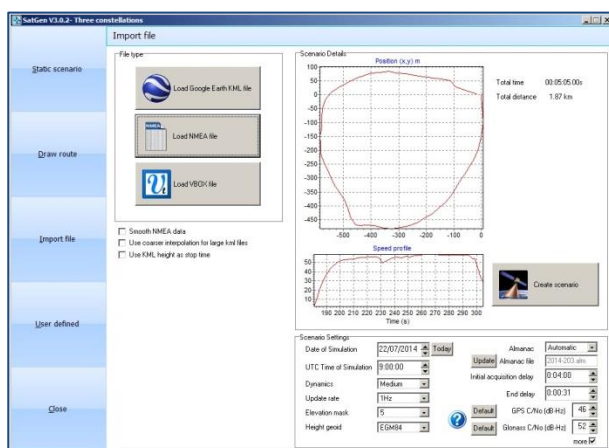 SatGen V3.0.2- Three constellations
Import file
Static scenario
Draw route
Import file
User defined
Close
File type
Load Google Earth KML file
NMEA
Load NMEA file
Load VBOX file
Smooth NMEA data
Use coarser interpolation for large kml files
Use KML height as stop time
Scenario Details:
Position (x,y) m
100
50
0
-50
-100
-150
-200
-250
-300
-350
-400
-450
-500 -400 -300 -200 -100 0
Total time 00:05:05.00s
Total distance 1.87 km
Speed profile
50
40
30
20
10
190 200 210 220 230 240 250 260 270 280 290 300
Time (s)
Create scenario
Scenario Settings
Date of Simulation 22/07/2014 Today
UTC Time of Simulation 9:00:00
Dynamics Medium
Update rate 1Hz
Elevation mask 5
Height geoid EGM84
Almanac Automatic
Update Almanac file 2014-203.alm
Initial acquisition delay 0:04:00
End delay 0:00:31
Default GPS C/No (dB-Hz) 46
Default Glonass C/No (dB-Hz) 52
more